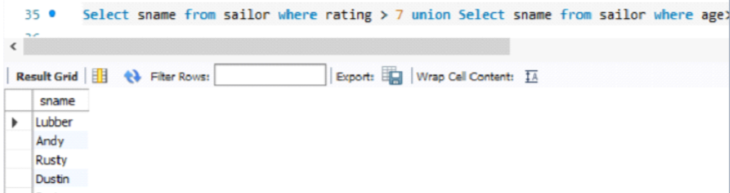 35 Select sname from sailor where rating > 7 union Select sname from sailor where age>
Result Grid Filter Rows: Export: Wrap Cell Content:
sname
Lubber
Andy
Rusty
Dustin